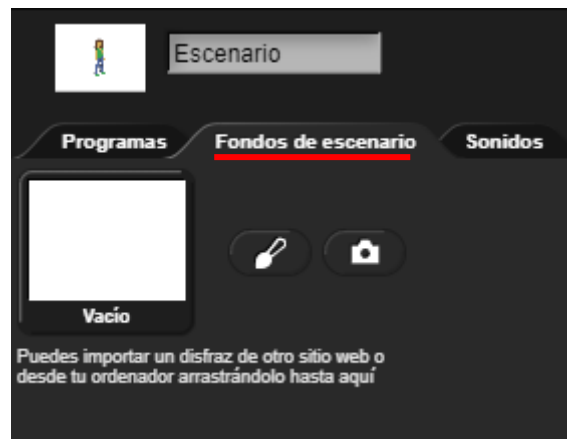 Escenario
Programas
Fondos de escenario
Sonidos
Vacío
Puedes importar un disfraz de otro sitio web o
desde tu ordenador arrastrándolo hasta aquí